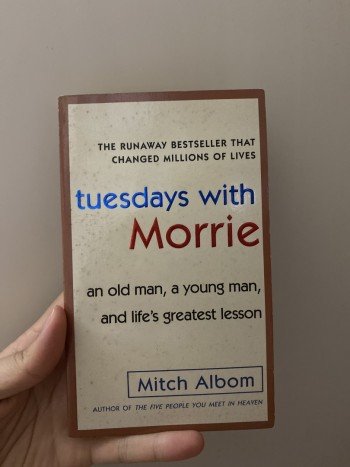 THE RUNAWAY BESTSELLER THAT
CHANGED MILLIONS OF LIVES
tuesdays with
Morrie
an old man, a young man,
and life's greatest lesson
Mitch Albom
AUTHOR OF THE FIVE PEOPLE YOU MEET IN HEAVEN